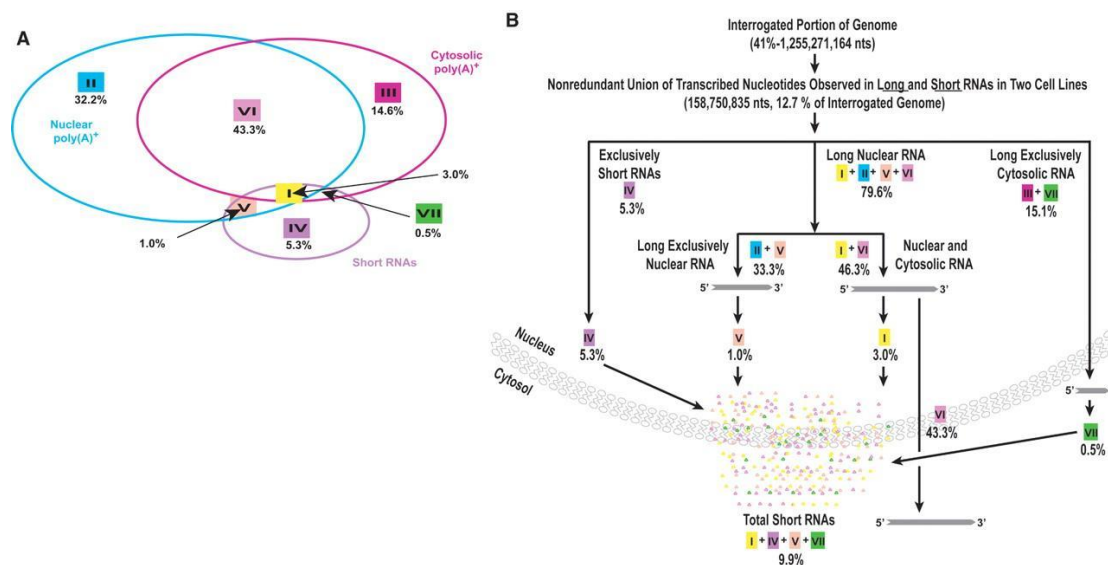 A
II
32.2%
Nuclear
poly(A)+
VI
43.3%
Cytosolic
poly(A)+
III
14.6%
3.0%
I
V
IV
5.3%
VII
0.5%
1.0%
Short RNAs
B
Interrogated Portion of Genome
(41%-1,255,271,164 nts)
Nonredundant Union of Transcribed Nucleotides Observed in Long and Short RNAs in Two Cell Lines
(158,750,835 nts, 12.7 % of Interrogated Genome)
Exclusively
Short RNAs
IV
5.3%
Long Nuclear RNA
I + II + V + VI
79.6%
Long Exclusively
Cytosolic RNA
III + VII
15.1%
Long Exclusively
Nuclear RNA
II + V
33.3%
I + VI
46.3%
Nuclear and
Cytosolic RNA
5' 3'
5' 3'
Nucleus
Cytosol
IV
5.3%
V
1.0%
I
3.0%
VI
43.3%
VII
0.5%
Total Short RNAs
I + IV + V + VII
9.9%
5' 3'